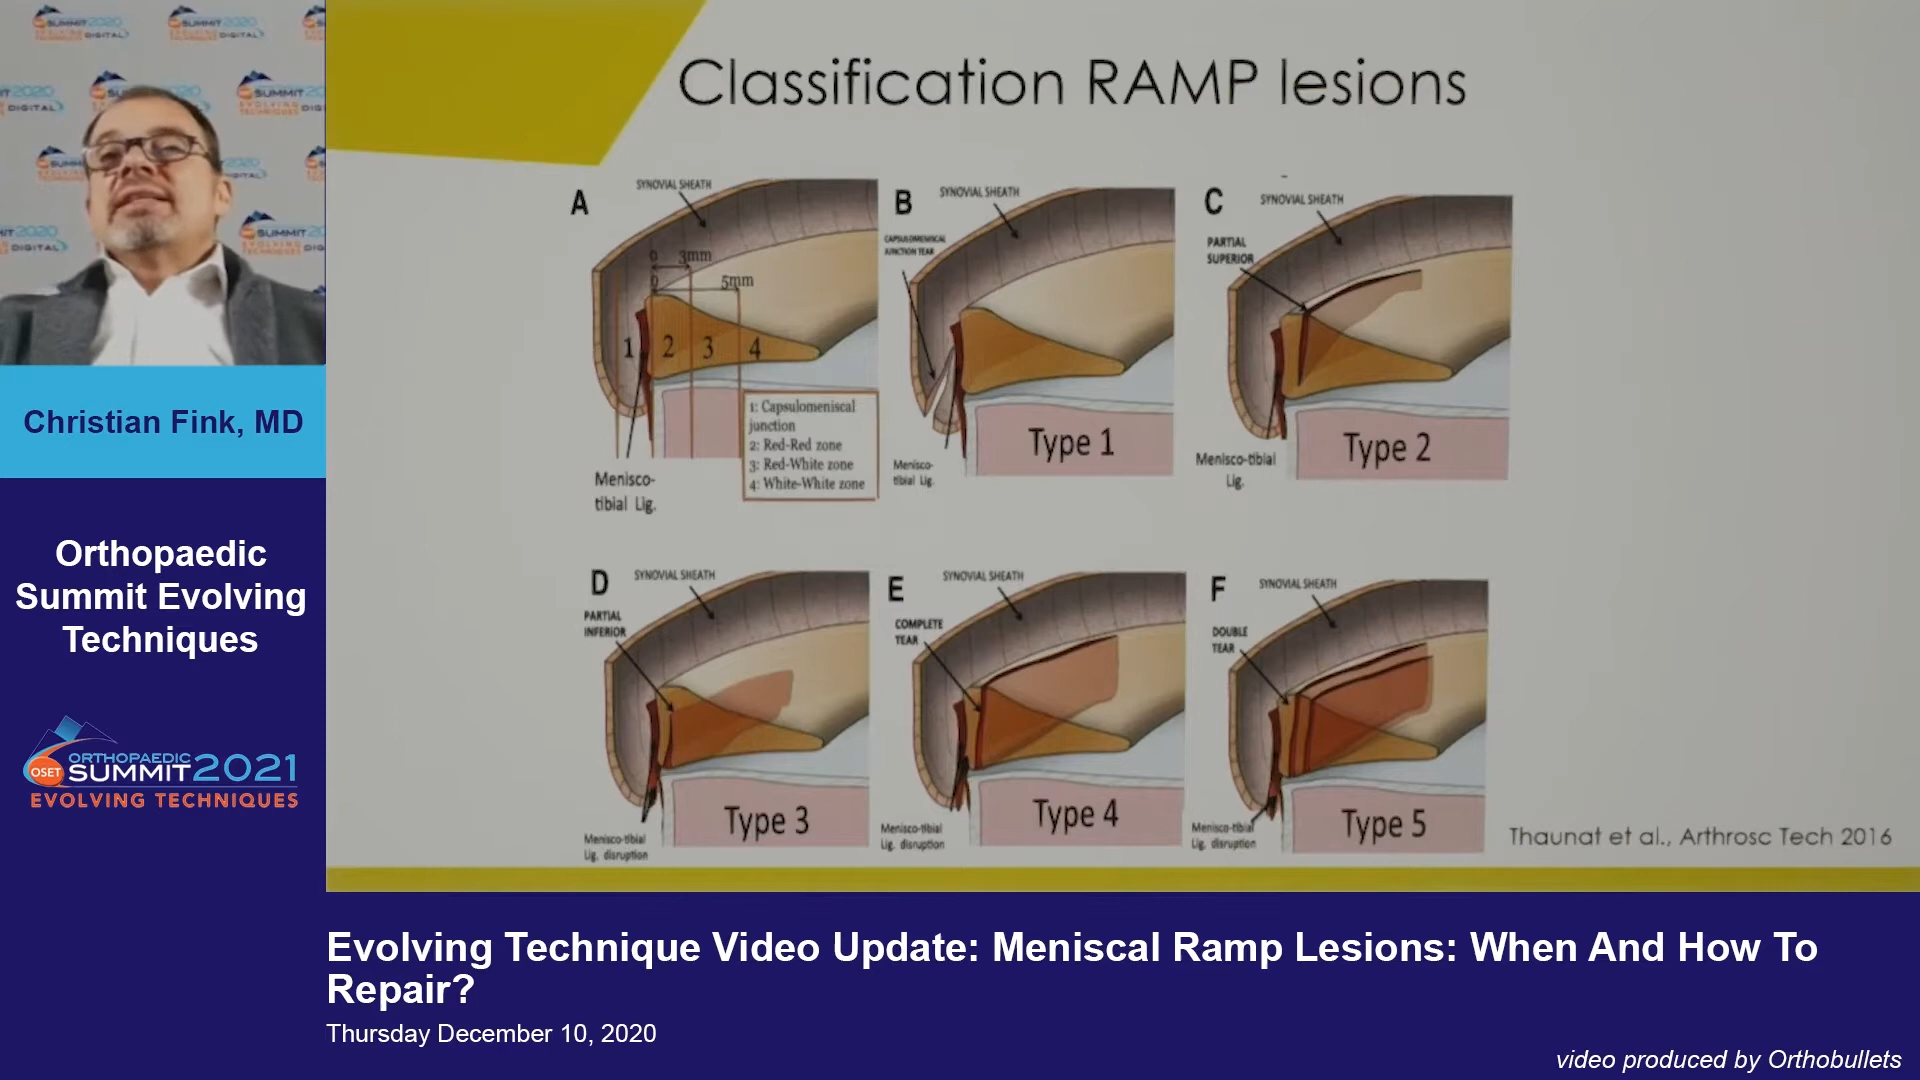 Classification RAMP lesions
A
SYNOVIAL SHEATH
0 3mm
0 5mm
1 2 3 4
1: Capsulomeniscal
junction
2: Red-Red zone
3: Red-White zone
4: White-White zone
Menisco-
tibial Lig.
B
SYNOVIAL SHEATH
CAPSULOMENISCAL
JUNCTION TEAR
Menisco-
tibial Lig.
Type 1
C
SYNOVIAL SHEATH
PARTIAL
SUPERIOR
Menisco-tibial
Lig.
Type 2
D
SYNOVIAL SHEATH
PARTIAL
INFERIOR
Menisco-tibial
Lig. disruption
Type 3
E
SYNOVIAL SHEATH
COMPLETE
TEAR
Menisco-tibial
Lig. disruption
Type 4
F
SYNOVIAL SHEATH
DOUBLE
TEAR
Menisco-tibial
Lig. disruption
Type 5
Thaunat et al., Arthrosc Tech 2016
Christian Fink, MD
Orthopaedic
Summit Evolving
Techniques
ORTHOPAEDIC
OSET SUMMIT 2021
EVOLVING TECHNIQUES
Evolving Technique Video Update: Meniscal Ramp Lesions: When And How To
Repair?
Thursday December 10, 2020
video produced by Orthobullets